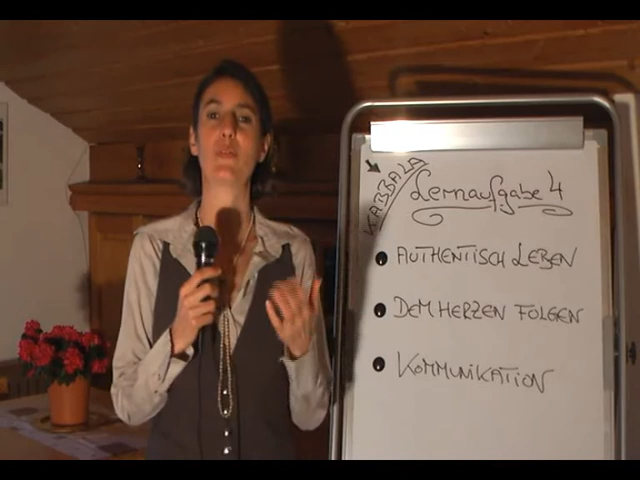 KABBALA
Lernaufgabe 4
AUTHENTISCH LEBEN
DEM HERZEN FOLGEN
KOMMUNIKATION